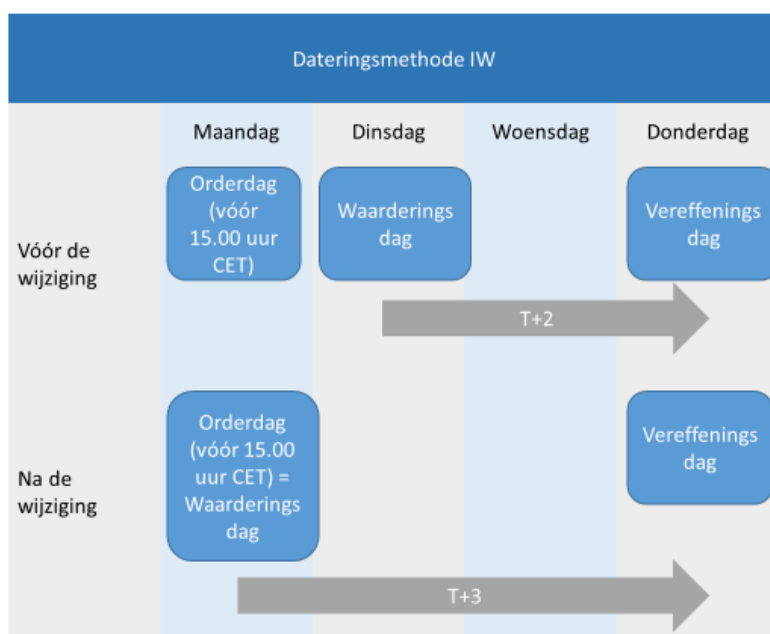 Dateringsmethode IW
Maandag
Dinsdag
Woensdag
Donderdag
Vóór de
wijziging
Orderdag
(vóór
15.00 uur
CET)
Waarderings
dag
Vereffenings
dag
T+2
Na de
wijziging
Orderdag
(vóór 15.00
uur CET) =
Waarderings
dag
Vereffenings
dag
T+3